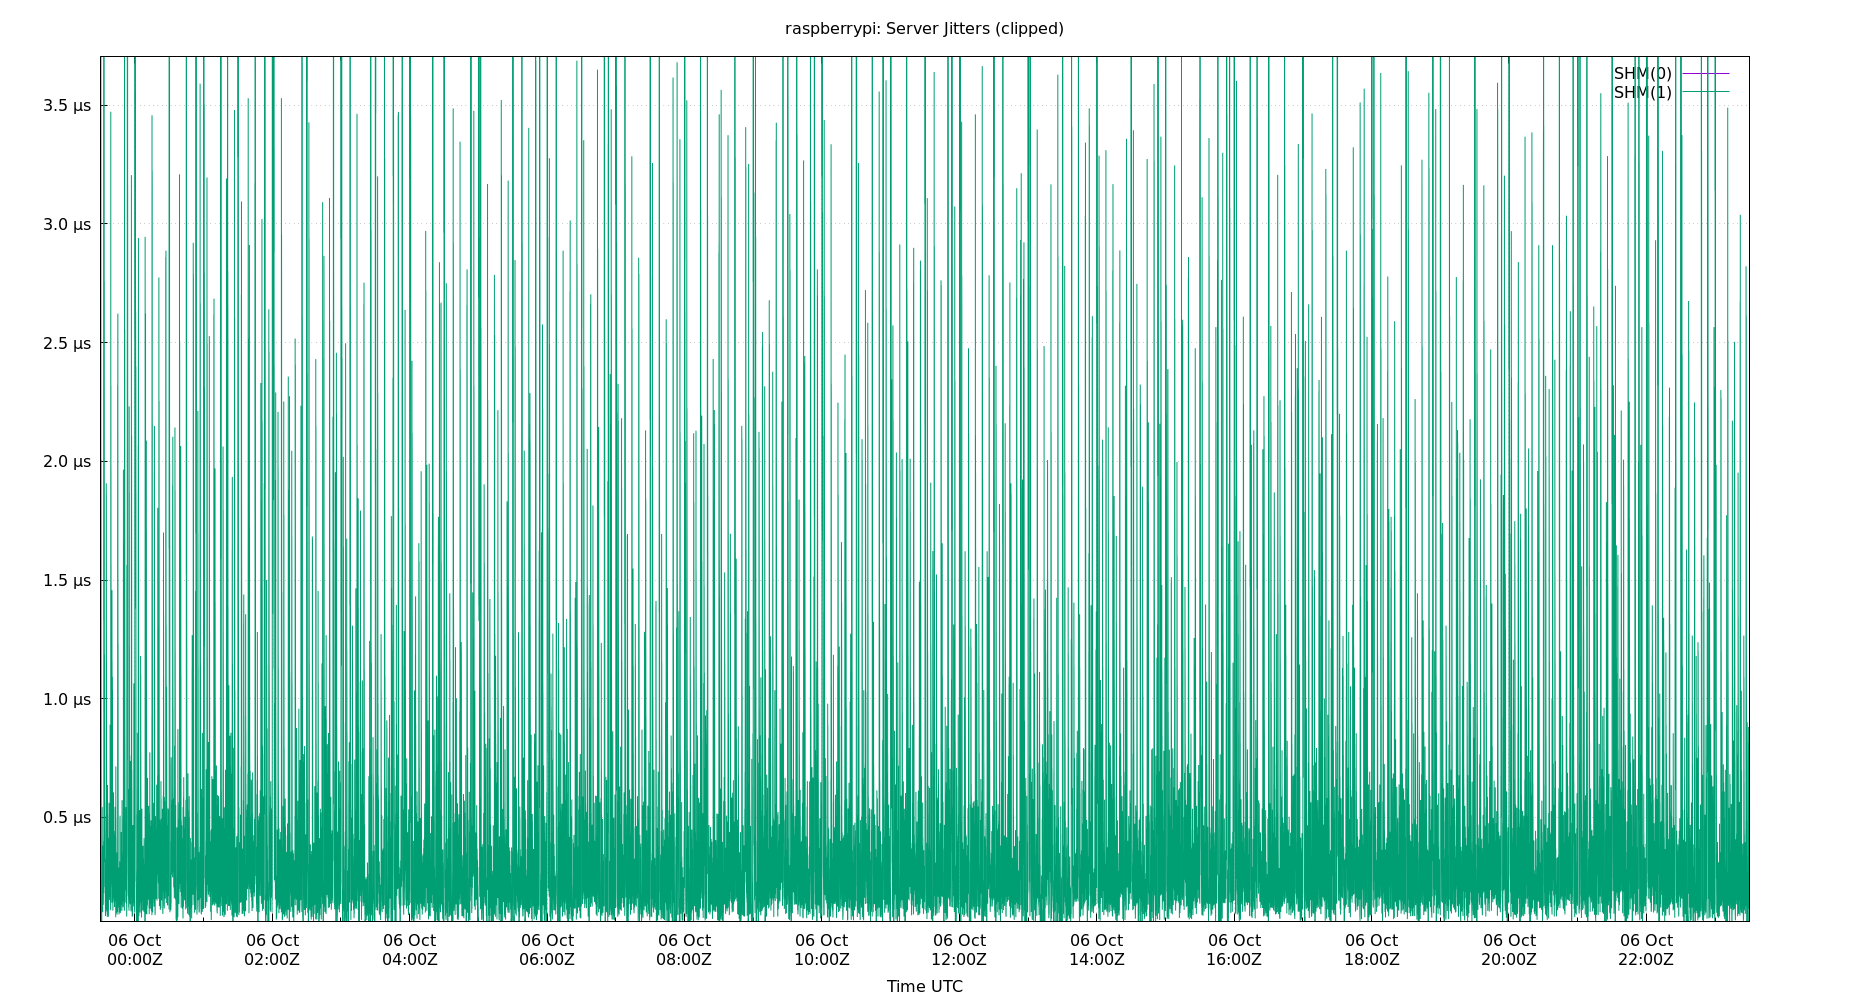 raspberrypi: Server Jitters (clipped)
SHM(0)
SHM(1)
3.5 µs
3.0 µs
2.5 µs
2.0 µs
1.5 µs
1.0 µs
0.5 µs
06 Oct 06 Oct 06 Oct 06 Oct 06 Oct 06 Oct 06 Oct 06 Oct 06 Oct 06 Oct 06 Oct 06 Oct
00:00Z 02:00Z 04:00Z 06:00Z 08:00Z 10:00Z 12:00Z 14:00Z 16:00Z 18:00Z 20:00Z 22:00Z
Time UTC